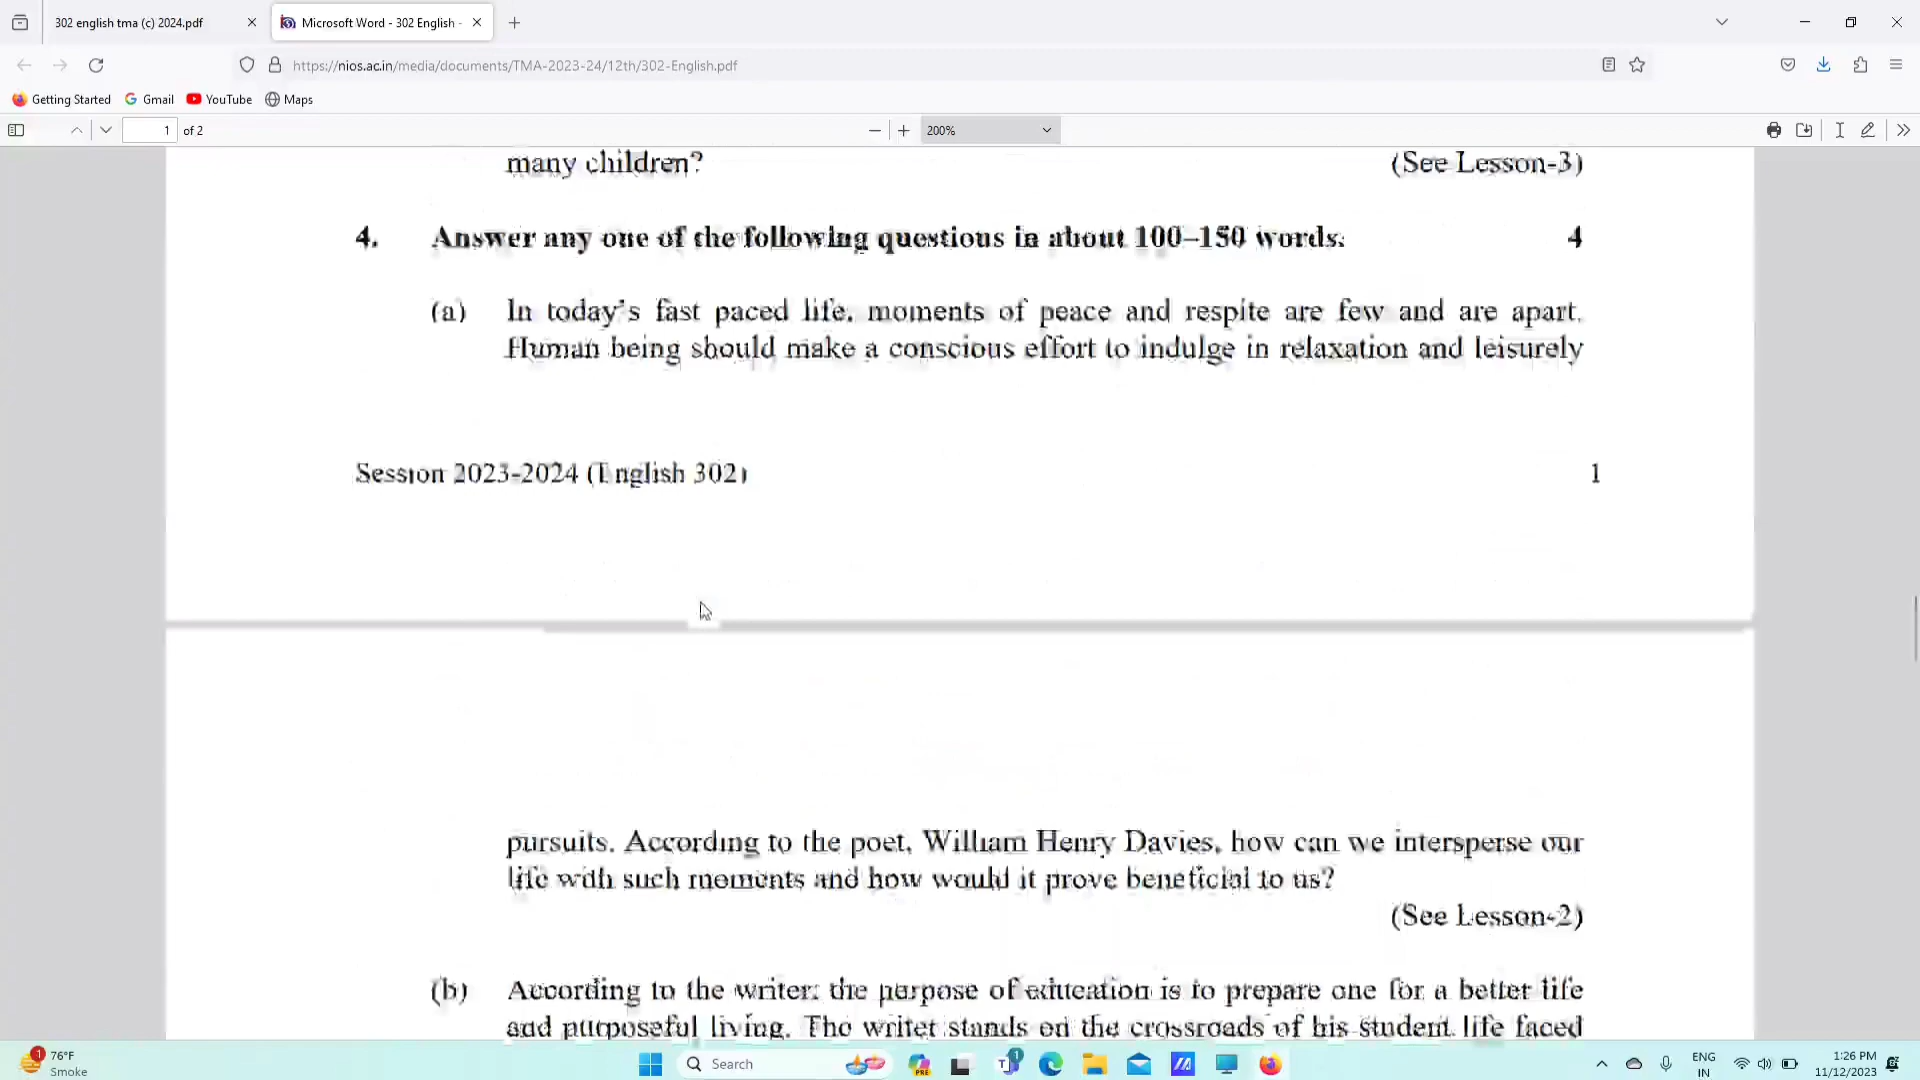 302 english tma (c) 2024.pdf
Microsoft Word - 302 English -
https://nios.ac.in/media/documents/TMA-2023-24/12th/302-English.pdf
Getting Started
Gmail
YouTube
Maps
1 of 2
200%
many children?
(See Lesson-3)
4. Answer any one of the following questions in about 100–150 words. 4
(a) In today's fast paced life, moments of peace and respite are few and are apart.
Human being should make a conscious effort to indulge in relaxation and leisurely
Session 2023-2024 (English 302) 1
pursuits. According to the poet, William Henry Davies, how can we intersperse our
life with such moments and how would it prove beneficial to us?
(See Lesson-2)
(b) According to the writer, the purpose of education is to prepare one for a better life
and purposeful living. The writer stands on the crossroads of his student life faced
1
76°F
Smoke
Search
PRE
1
ENG
IN
1:26 PM
11/12/2023